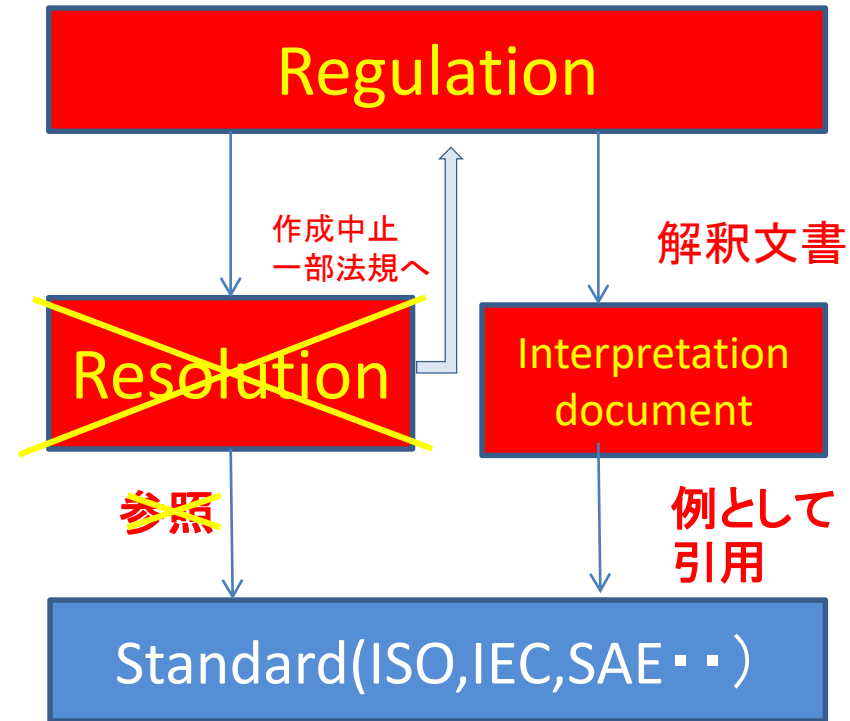 Regulation
作成中止
一部法規へ
解釈文書
Resolution
Interpretation
document
参照
例として
引用
Standard(ISO,IEC,SAE・・）